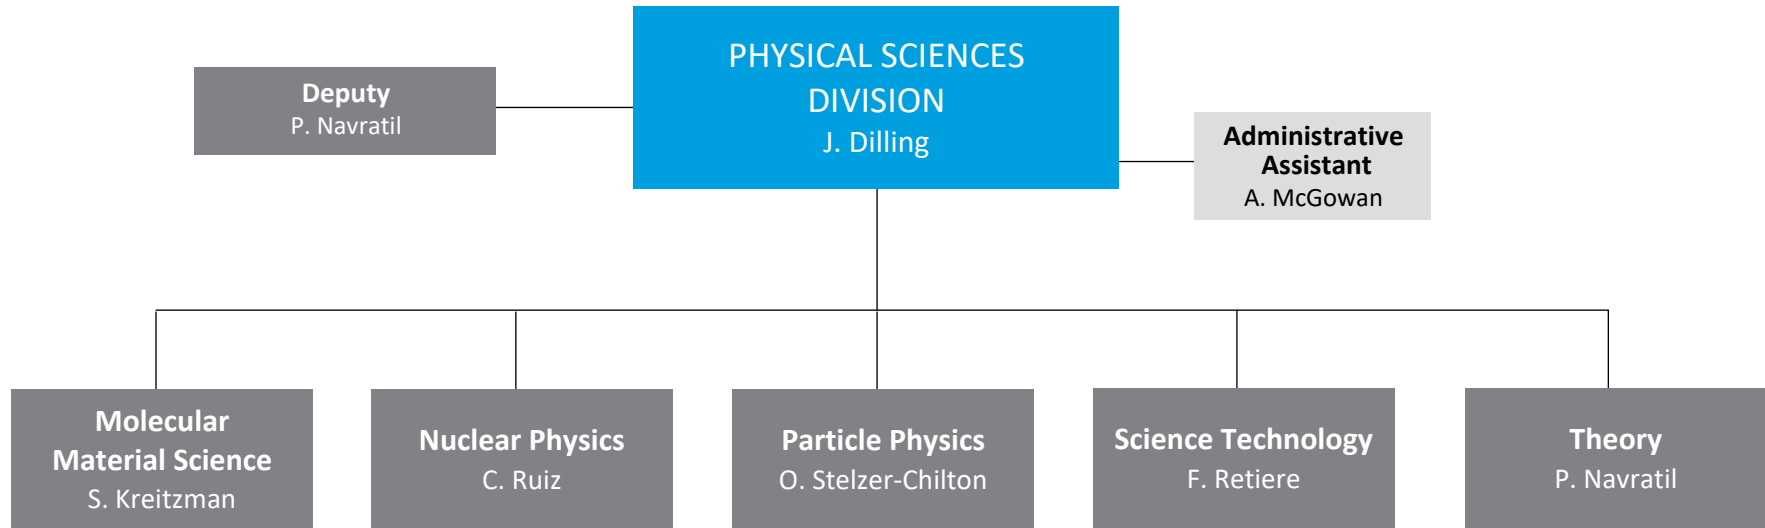 PHYSICAL SCIENCES
DIVISION
J. Dilling
Deputy
P. Navratil
Administrative
Assistant
A. McGowan
Molecular
Material Science
S. Kreitzman
Nuclear Physics
C. Ruiz
Particle Physics
O. Stelzer-Chilton
Science Technology
F. Retiere
Theory
P. Navratil